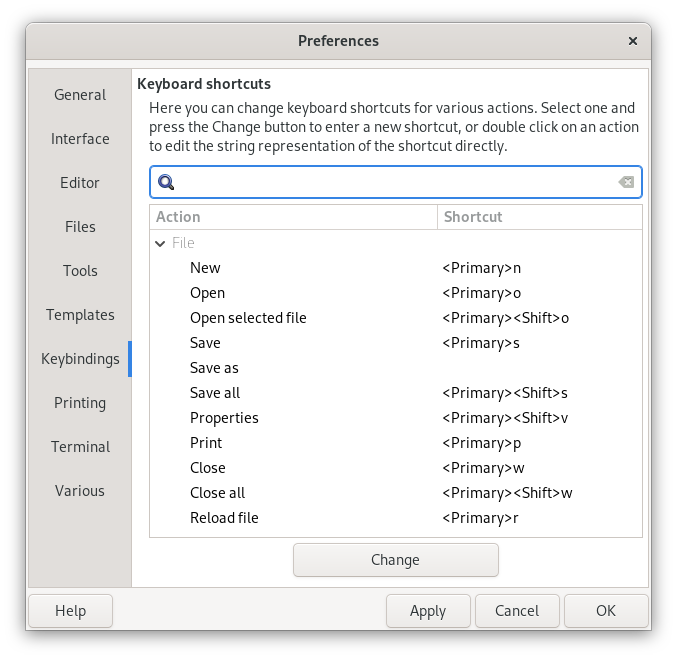 Preferences
General
Interface
Editor
Files
Tools
Templates
Keybindings
Printing
Terminal
Various
Keyboard shortcuts
Here you can change keyboard shortcuts for various actions. Select one and
press the Change button to enter a new shortcut, or double click on an action
to edit the string representation of the shortcut directly.
Action Shortcut
File
New <Primary>n
Open <Primary>o
Open selected file <Primary><Shift>o
Save <Primary>s
Save as
Save all <Primary><Shift>s
Properties <Primary><Shift>v
Print <Primary>p
Close <Primary>w
Close all <Primary><Shift>w
Reload file <Primary>r
Change
Help Apply Cancel OK